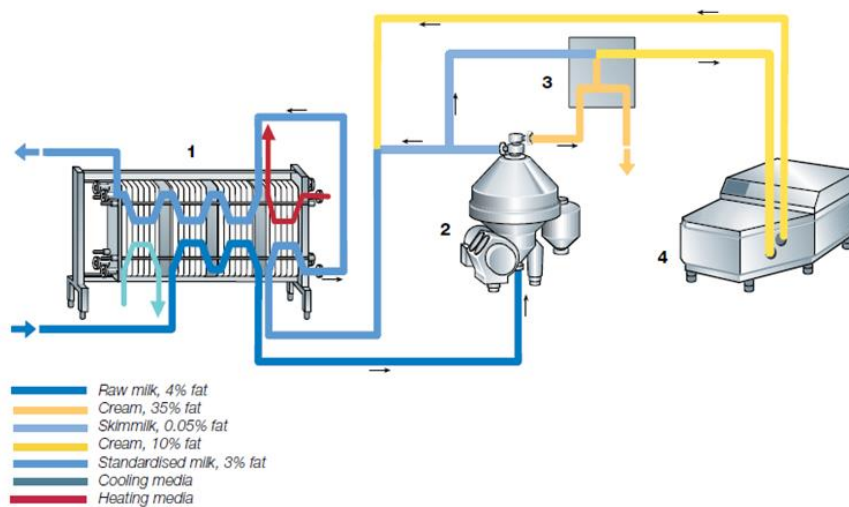 3
1
2
4
Raw milk, 4% fat
Cream, 35% fat
Skimmilk, 0.05% fat
Cream, 10% fat
Standardised milk, 3% fat
Cooling media
Heating media